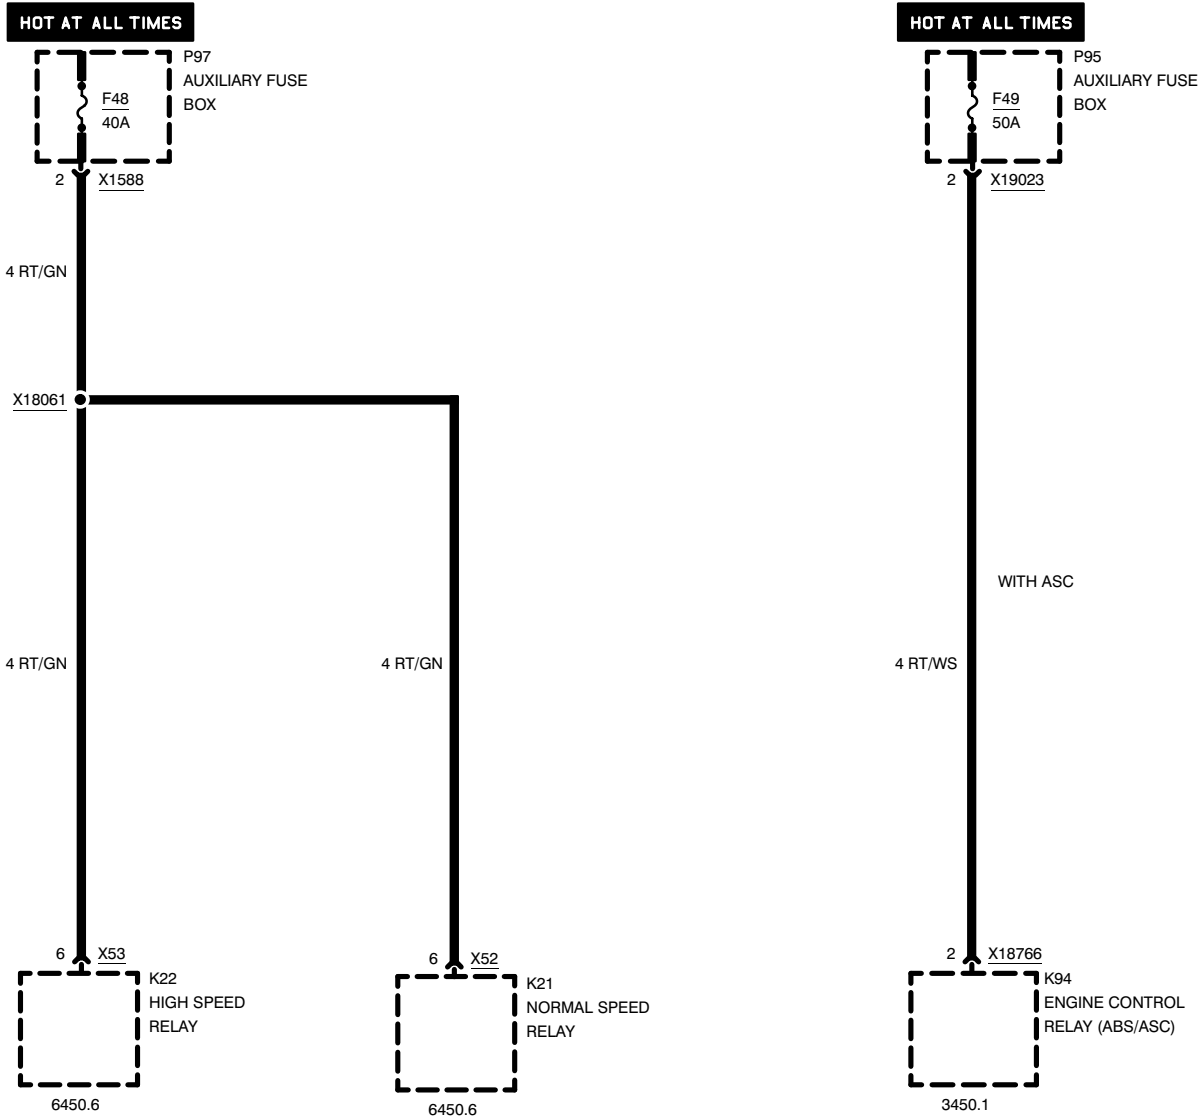 HOT AT ALL TIMES
P97
AUXILIARY FUSE
BOX
F48
40A
2 X1588
4 RT/GN
X18061
4 RT/GN
4 RT/GN
6 X53
K22
HIGH SPEED
RELAY
6450.6
6 X52
K21
NORMAL SPEED
RELAY
6450.6
HOT AT ALL TIMES
P95
AUXILIARY FUSE
BOX
F49
50A
2 X19023
WITH ASC
4 RT/WS
2 X18766
K94
ENGINE CONTROL
RELAY (ABS/ASC)
3450.1